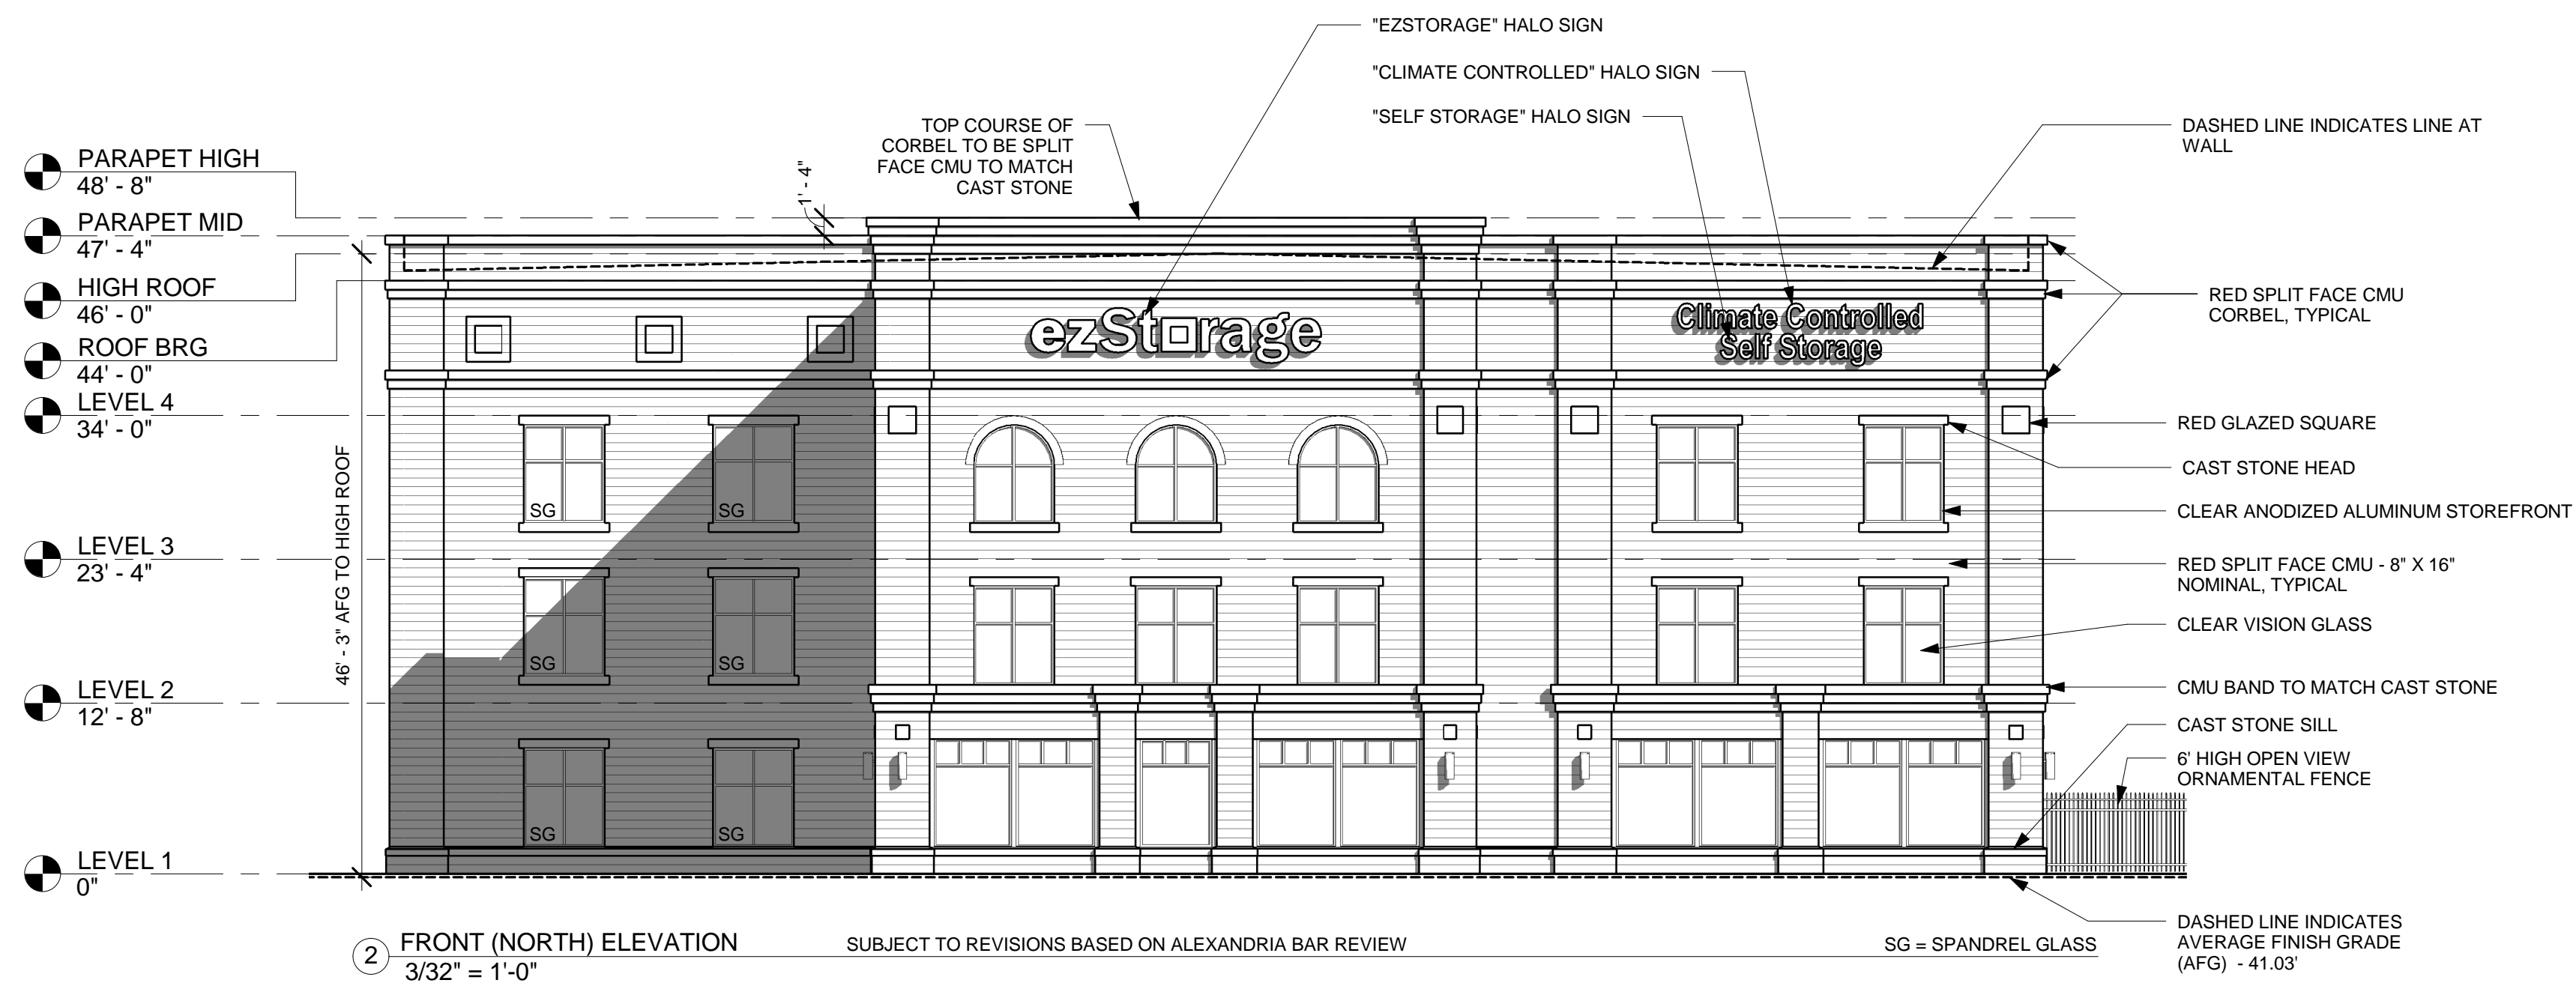 "EZSTORAGE" HALO SIGN
"CLIMATE CONTROLLED" HALO SIGN
"SELF STORAGE" HALO SIGN
TOP COURSE OF
CORBEL TO BE SPLIT
FACE CMU TO MATCH
CAST STONE
1' - 4"
DASHED LINE INDICATES LINE AT
WALL
PARAPET HIGH
48' - 8"
PARAPET MID
47' - 4"
HIGH ROOF
46' - 0"
ROOF BRG
44' - 0"
LEVEL 4
34' - 0"
LEVEL 3
23' - 4"
LEVEL 2
12' - 8"
LEVEL 1
0"
46' - 3" AFG TO HIGH ROOF
ezStorage
Climate Controlled
Self Storage
SG
SG
SG
SG
SG
SG
RED SPLIT FACE CMU
CORBEL, TYPICAL
RED GLAZED SQUARE
CAST STONE HEAD
CLEAR ANODIZED ALUMINUM STOREFRONT
RED SPLIT FACE CMU - 8" X 16"
NOMINAL, TYPICAL
CLEAR VISION GLASS
CMU BAND TO MATCH CAST STONE
CAST STONE SILL
6' HIGH OPEN VIEW
ORNAMENTAL FENCE
DASHED LINE INDICATES
AVERAGE FINISH GRADE
(AFG) - 41.03'
2
FRONT (NORTH) ELEVATION
3/32" = 1'-0"
SUBJECT TO REVISIONS BASED ON ALEXANDRIA BAR REVIEW
SG = SPANDREL GLASS